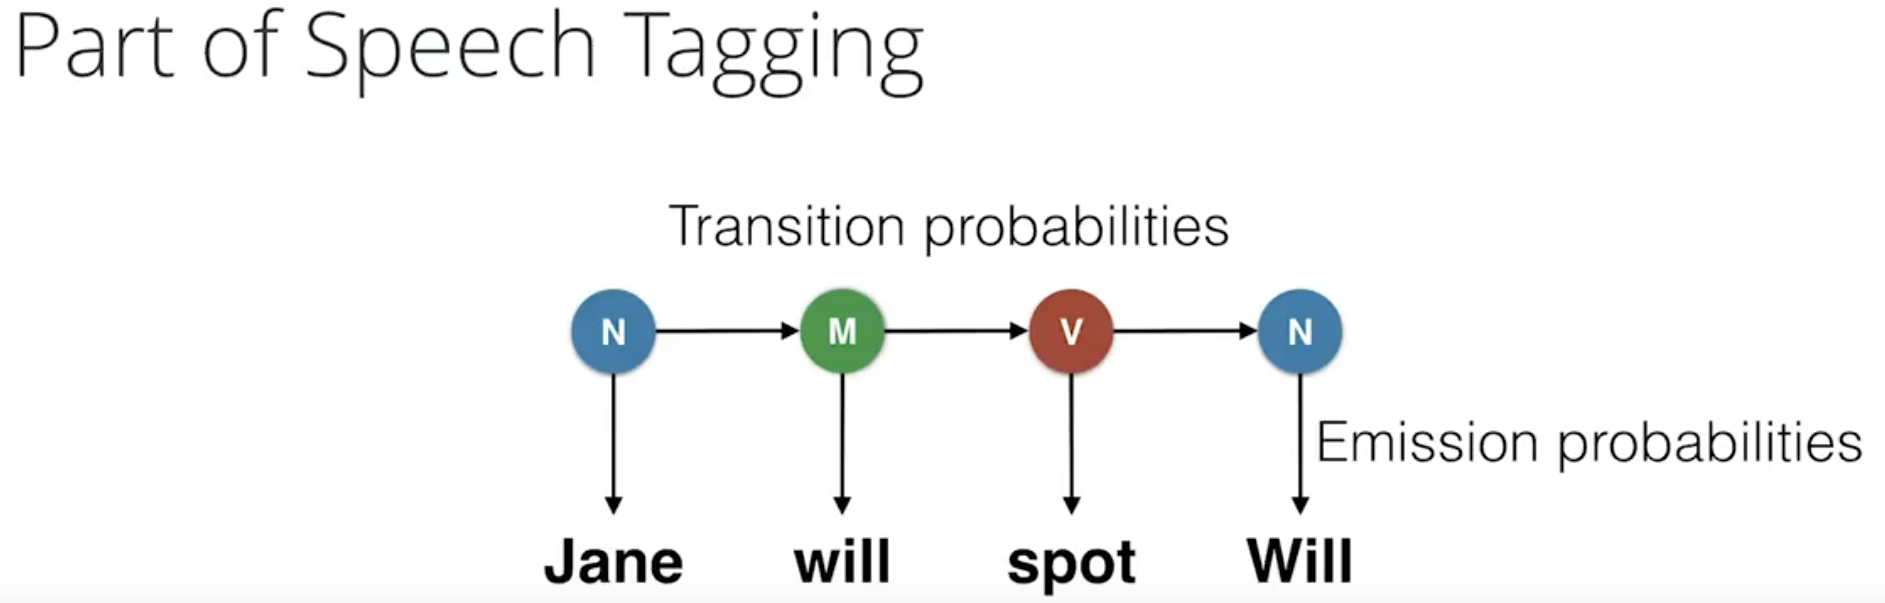 Part of Speech Tagging
Transition probabilities
N M V N
Emission probabilities
Jane will spot Will